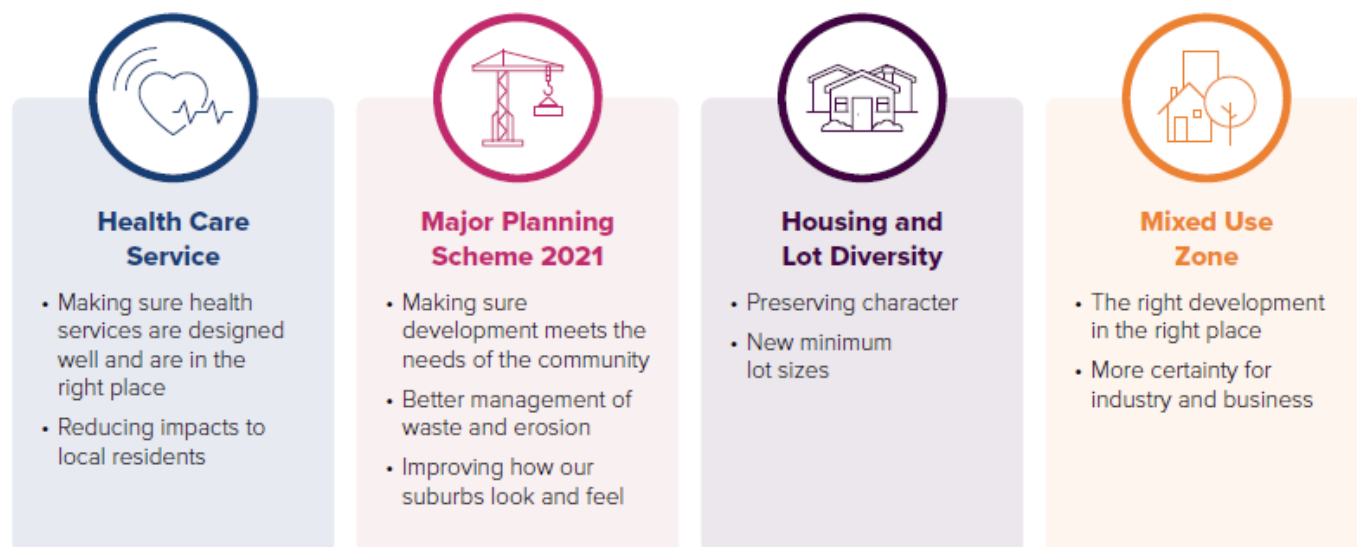 Health Care
Service
• Making sure health
services are designed
well and are in the
right place
• Reducing impacts to
local residents
Major Planning
Scheme 2021
• Making sure
development meets the
needs of the community
• Better management of
waste and erosion
• Improving how our
suburbs look and feel
Housing and
Lot Diversity
• Preserving character
• New minimum
lot sizes
Mixed Use
Zone
• The right development
in the right place
• More certainty for
industry and business